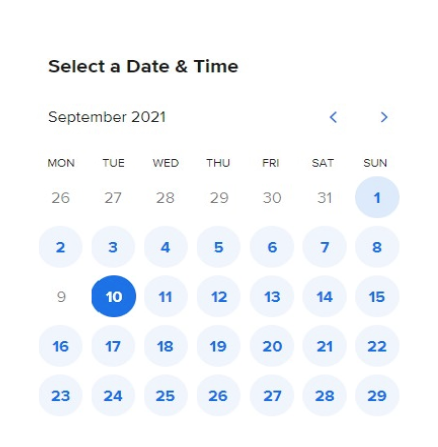 Select a Date & Time
September 2021
MON TUE WED THU FRI SAT SUN
26 27 28 29 30 31 1
2 3 4 5 6 7 8
9 10 11 12 13 14 15
16 17 18 19 20 21 22
23 24 25 26 27 28 29